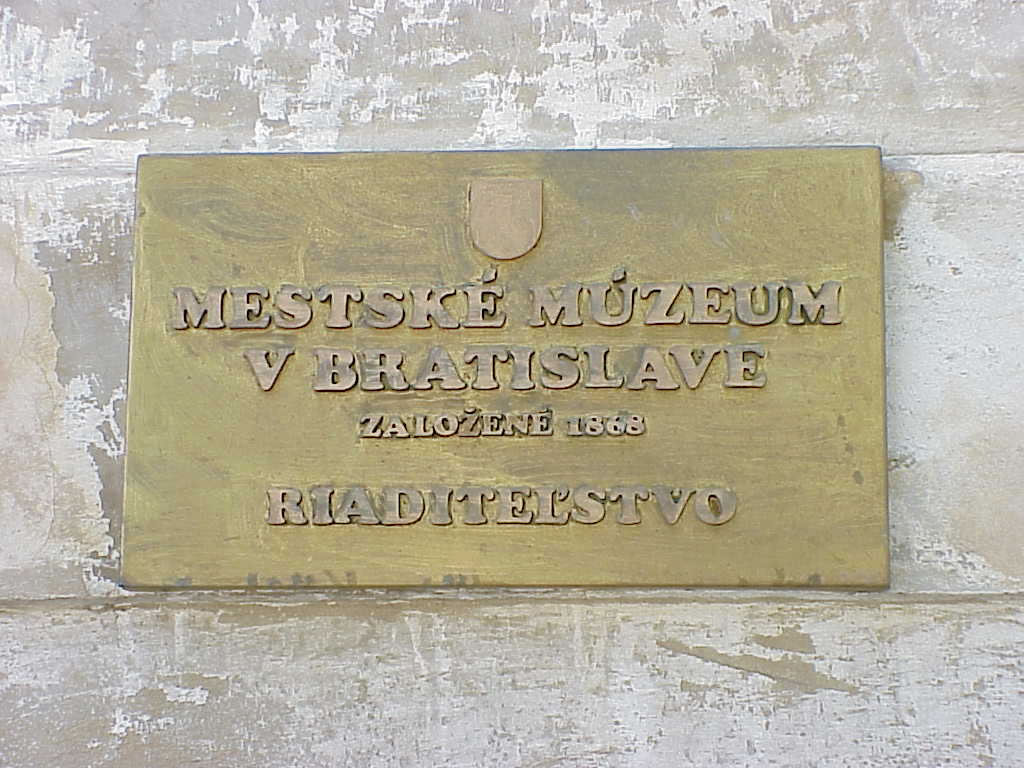 MESTSKÉ MÚZEUM
V BRATISLAVE
ZALOŽENÉ 1868
RIADITEĽSTVO